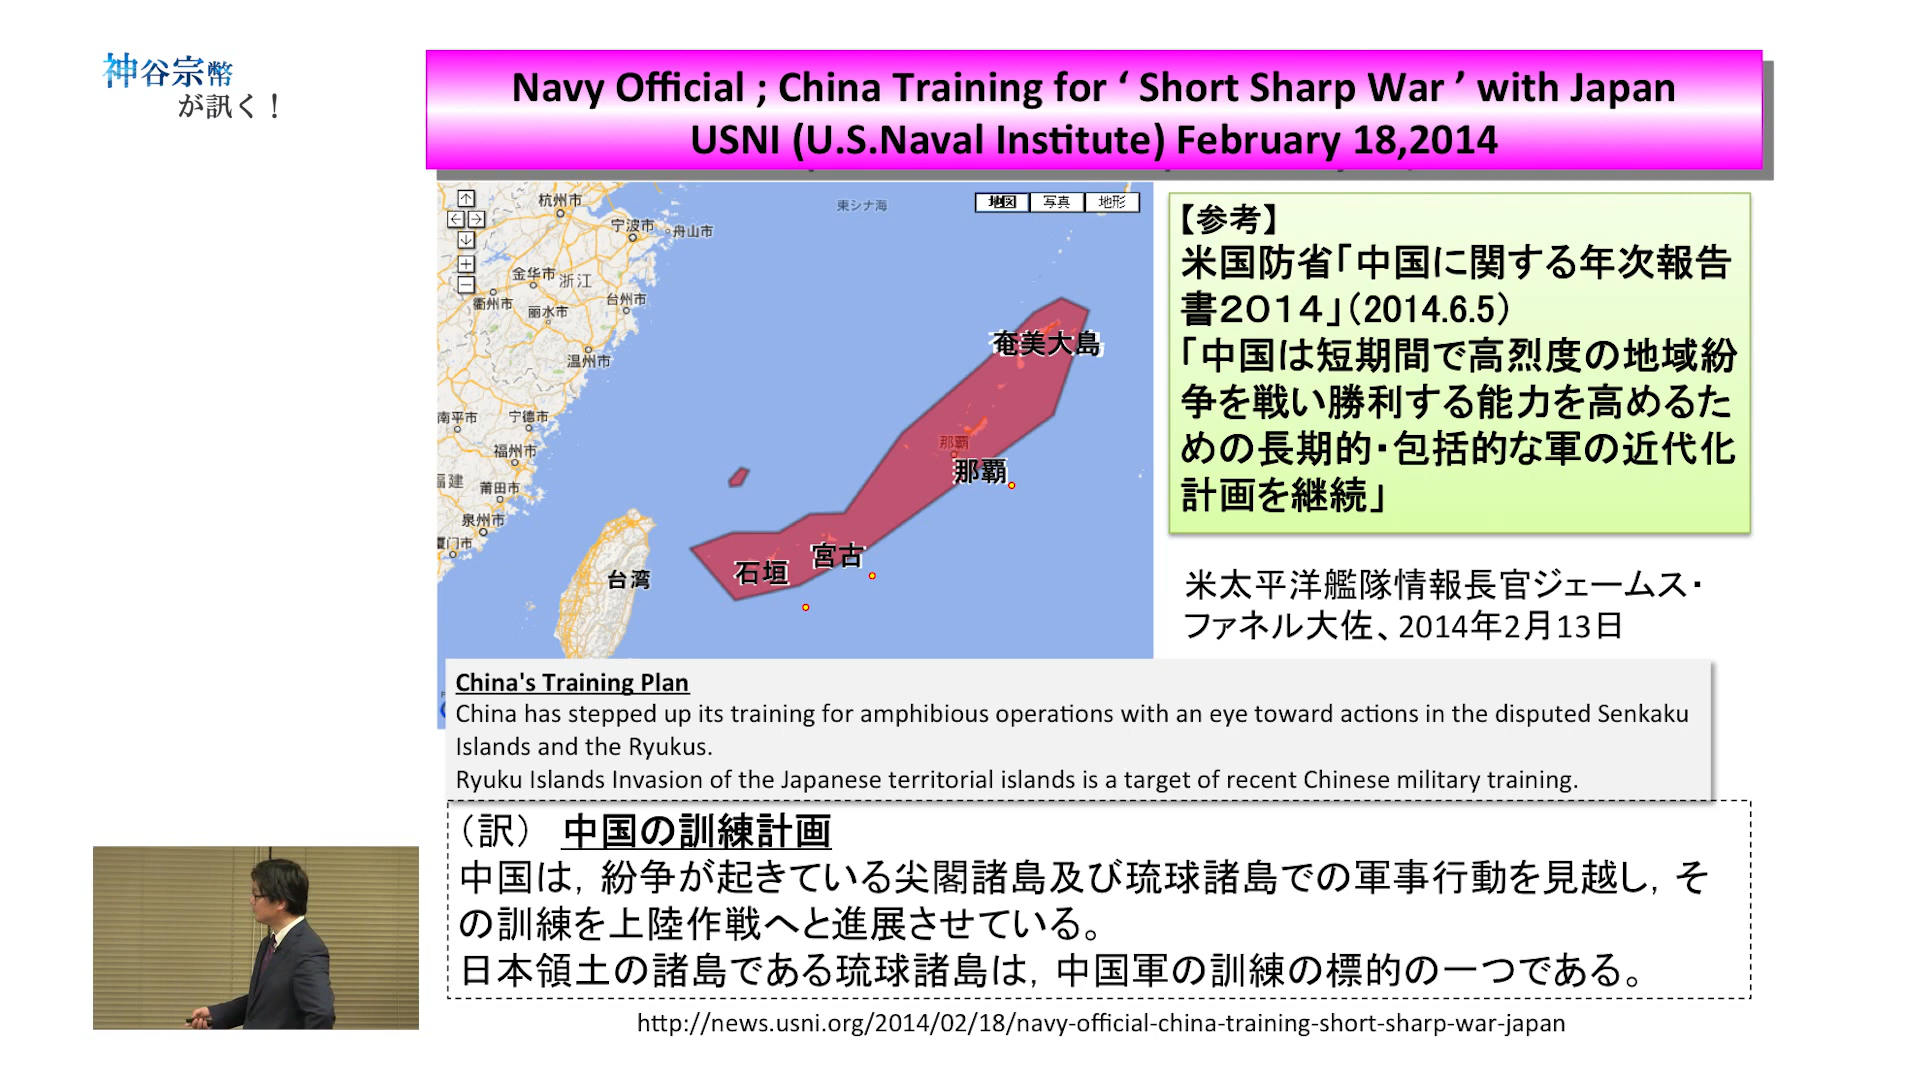 神谷宗幣
が訊く!
Navy Official ; China Training for ‘ Short Sharp War ’ with Japan
USNI (U.S.Naval Institute) February 18,2014
杭州市
東シナ海
地図 写真 地形
宁波市
舟山市
金华市
浙江
衢州市
丽水市
台州市
温州市
奄美大島
南平市
宁德市
福州市
那覇
那覇
福建
莆田市
泉州市
厦门市
宮古
石垣
台湾
【参考】
米国防省「中国に関する年次報告
書２０１４」（2014.6.5）
「中国は短期間で高烈度の地域紛
争を戦い勝利する能力を高めるた
めの長期的・包括的な軍の近代化
計画を継続」
米太平洋艦隊情報長官ジェームス・
ファネル大佐、2014年2月13日
China's Training Plan
China has stepped up its training for amphibious operations with an eye toward actions in the disputed Senkaku
Islands and the Ryukus.
Ryuku Islands Invasion of the Japanese territorial islands is a target of recent Chinese military training.
（訳） 中国の訓練計画
中国は，紛争が起きている尖閣諸島及び琉球諸島での軍事行動を見越し，そ
の訓練を上陸作戦へと進展させている。
日本領土の諸島である琉球諸島は，中国軍の訓練の標的の一つである。
http://news.usni.org/2014/02/18/navy-official-china-training-short-sharp-war-japan